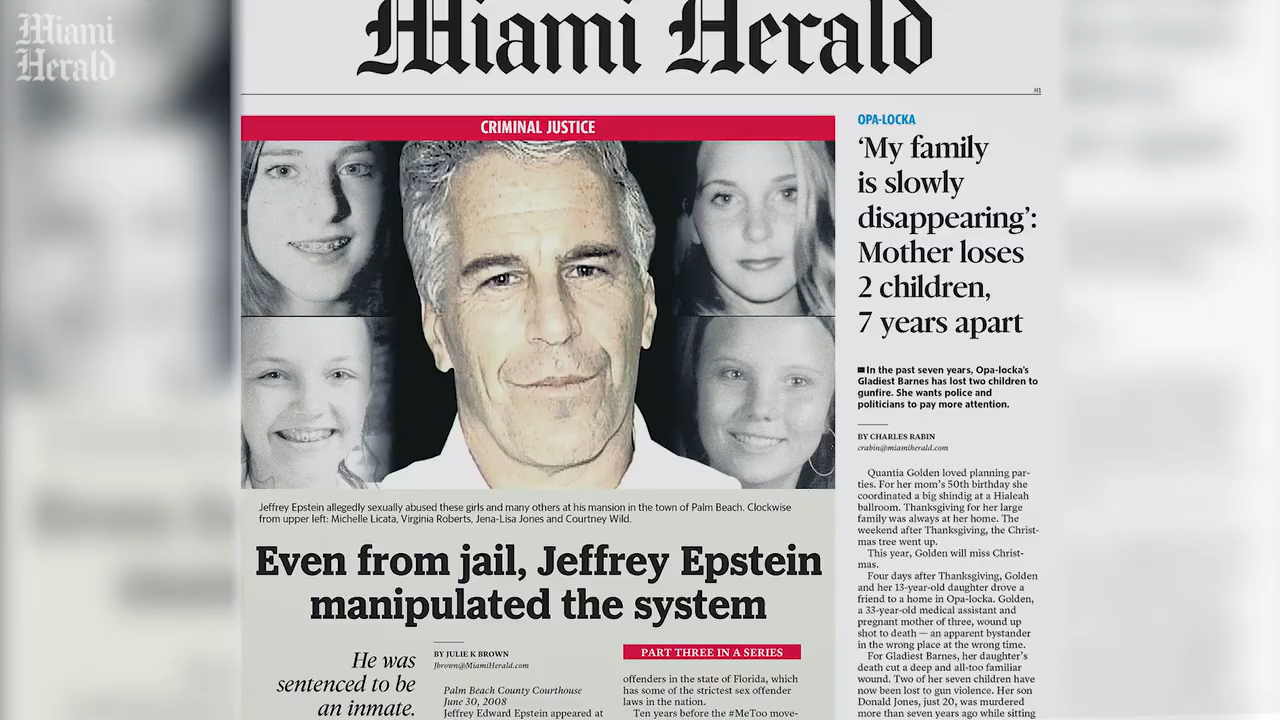 Miami
Herald
Miami Herald
H1
CRIMINAL JUSTICE
Jeffrey Epstein allegedly sexually abused these girls and many others at his mansion in the town of Palm Beach. Clockwise
from upper left: Michelle Licata, Virginia Roberts, Jena-Lisa Jones and Courtney Wild.
Even from jail, Jeffrey Epstein
manipulated the system
He was
sentenced to be
an inmate.
BY JULIE K BROWN
Jbrown@MiamiHerald.com
Palm Beach County Courthouse
June 30, 2008
Jeffrey Edward Epstein appeared at
PART THREE IN A SERIES
offenders in the state of Florida, which
has some of the strictest sex offender
laws in the nation.
Ten years before the #MeToo move-
OPA-LOCKA
‘My family
is slowly
disappearing’:
Mother loses
2 children,
7 years apart
In the past seven years, Opa-locka’s
Gladiest Barnes has lost two children to
gunfire. She wants police and
politicians to pay more attention.
BY CHARLES RABIN
crabin@miamiherald.com
Quantia Golden loved planning par-
ties. For her mom’s 50th birthday she
coordinated a big shindig at a Hialeah
ballroom. Thanksgiving for her large
family was always at her home. The
weekend after Thanksgiving, the Christ-
mas tree went up.
This year, Golden will miss Christ-
mas.
Four days after Thanksgiving, Golden
and her 13-year-old daughter drove a
friend to a home in Opa-locka. Golden,
a 33-year-old medical assistant and
pregnant mother of three, wound up
shot to death — an apparent bystander
in the wrong place at the wrong time.
For Gladiest Barnes, her daughter’s
death cut a deep and all-too familiar
wound. Two of her seven children have
now been lost to gun violence. Her son
Donald Jones, just 20, was murdered
more than seven years ago while sitting